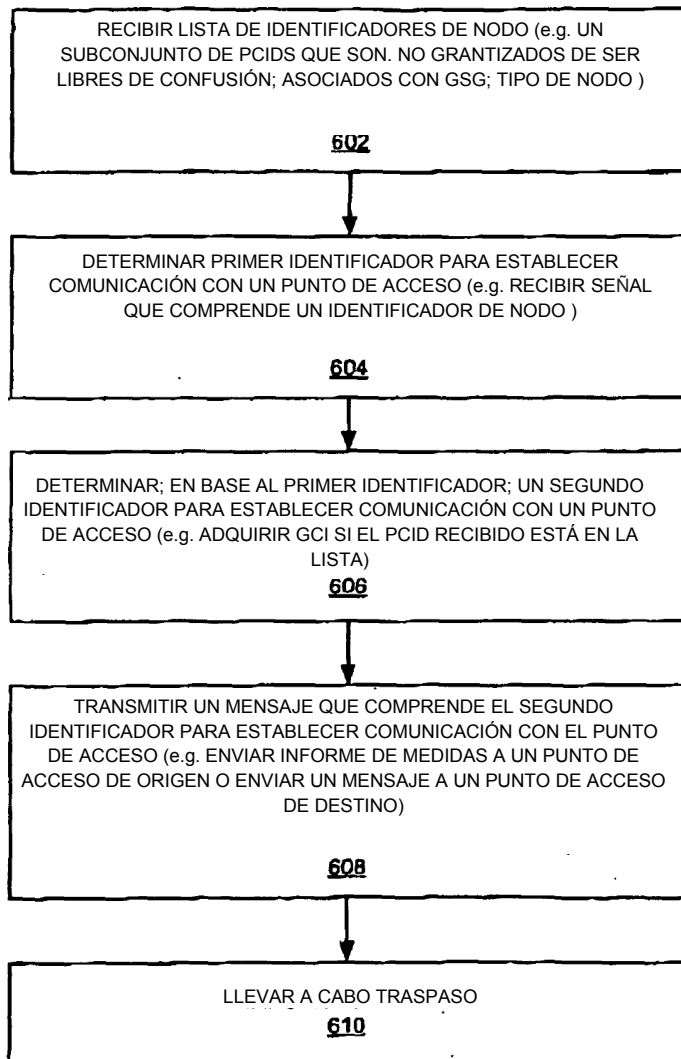 RECIBIR LISTA DE IDENTIFICADORES DE NODO (e.g. UN
SUBCONJUNTO DE PCIDS QUE SON. NO GRANTIZADOS DE SER
LIBRES DE CONFUSIÓN; ASOCIADOS CON GSG; TIPO DE NODO )
602
DETERMINAR PRIMER IDENTIFICADOR PARA ESTABLECER
COMUNICACIÓN CON UN PUNTO DE ACCESO (e.g. RECIBIR SEÑAL
QUE COMPRENDE UN IDENTIFICADOR DE NODO )
604
DETERMINAR; EN BASE AL PRIMER IDENTIFICADOR; UN SEGUNDO
IDENTIFICADOR PARA ESTABLECER COMUNICACIÓN CON UN PUNTO
DE ACCESO (e.g. ADQUIRIR GCI SI EL PCID RECIBIDO ESTÁ EN LA
LISTA)
606
TRANSMITIR UN MENSAJE QUE COMPRENDE EL SEGUNDO
IDENTIFICADOR PARA ESTABLECER COMUNICACIÓN CON EL PUNTO
DE ACCESO (e.g. ENVIAR INFORME DE MEDIDAS A UN PUNTO DE
ACCESO DE ORIGEN O ENVIAR UN MENSAJE A UN PUNTO DE ACCESO
DE DESTINO)
608
LLEVAR A CABO TRASPASO
610